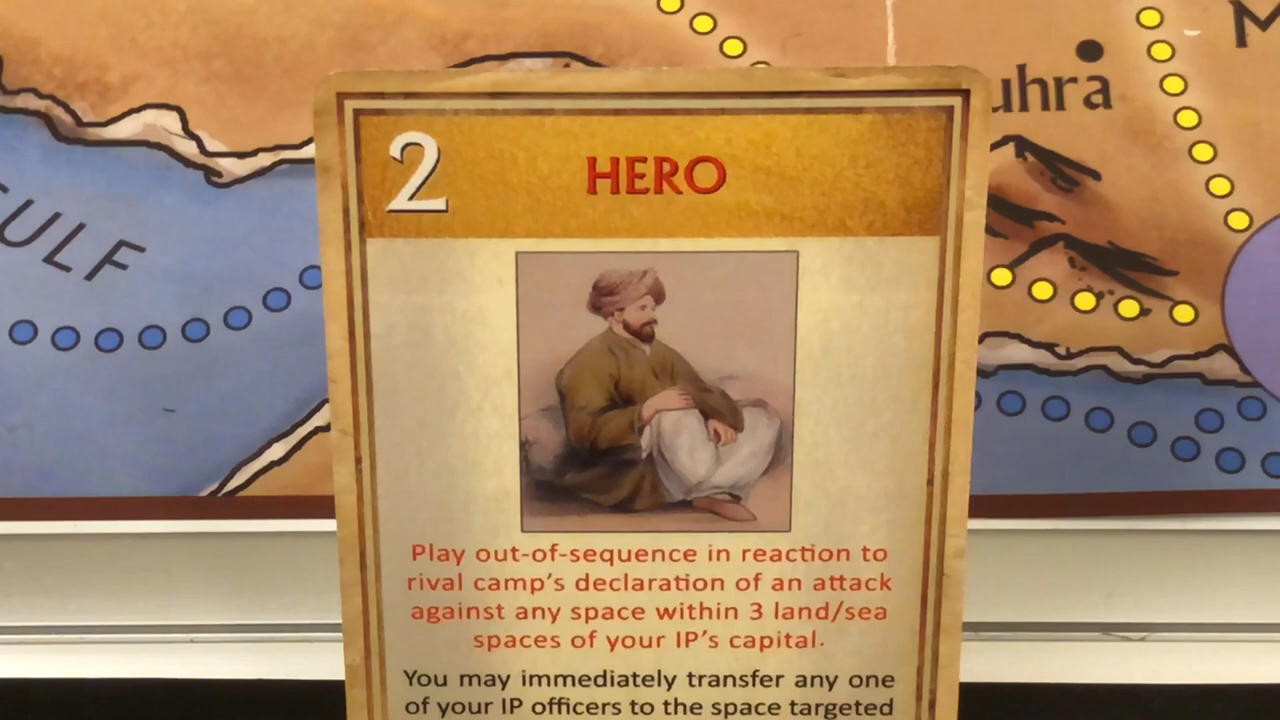 GULF
uhra
M
2
HERO
Play out-of-sequence in reaction to
rival camp's declaration of an attack
against any space within 3 land/sea
spaces of your IP's capital.
You may immediately transfer any one
of your IP officers to the space targeted